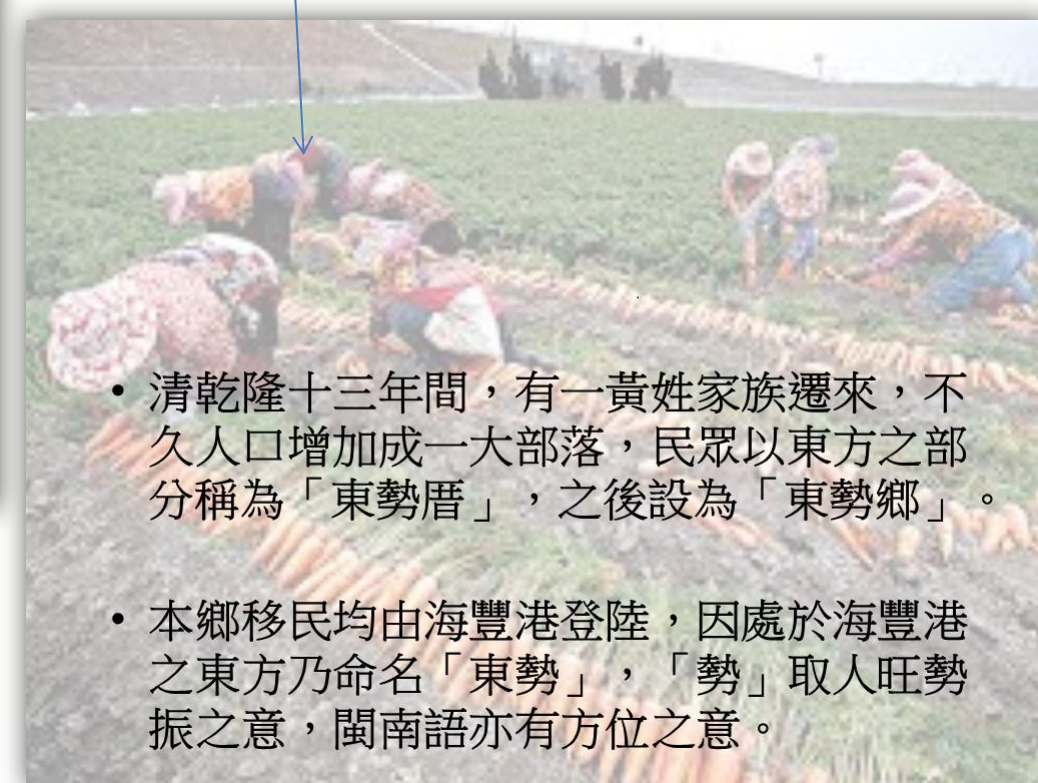 • 清乾隆十三年間，有一黃姓家族遷來，不
久人口增加成一大部落，民眾以東方之部
分稱為「東勢厝」，之後設為「東勢鄉」。
• 本鄉移民均由海豐港登陸，因處於海豐港
之東方乃命名「東勢」，「勢」取人旺勢
振之意，閩南語亦有方位之意。